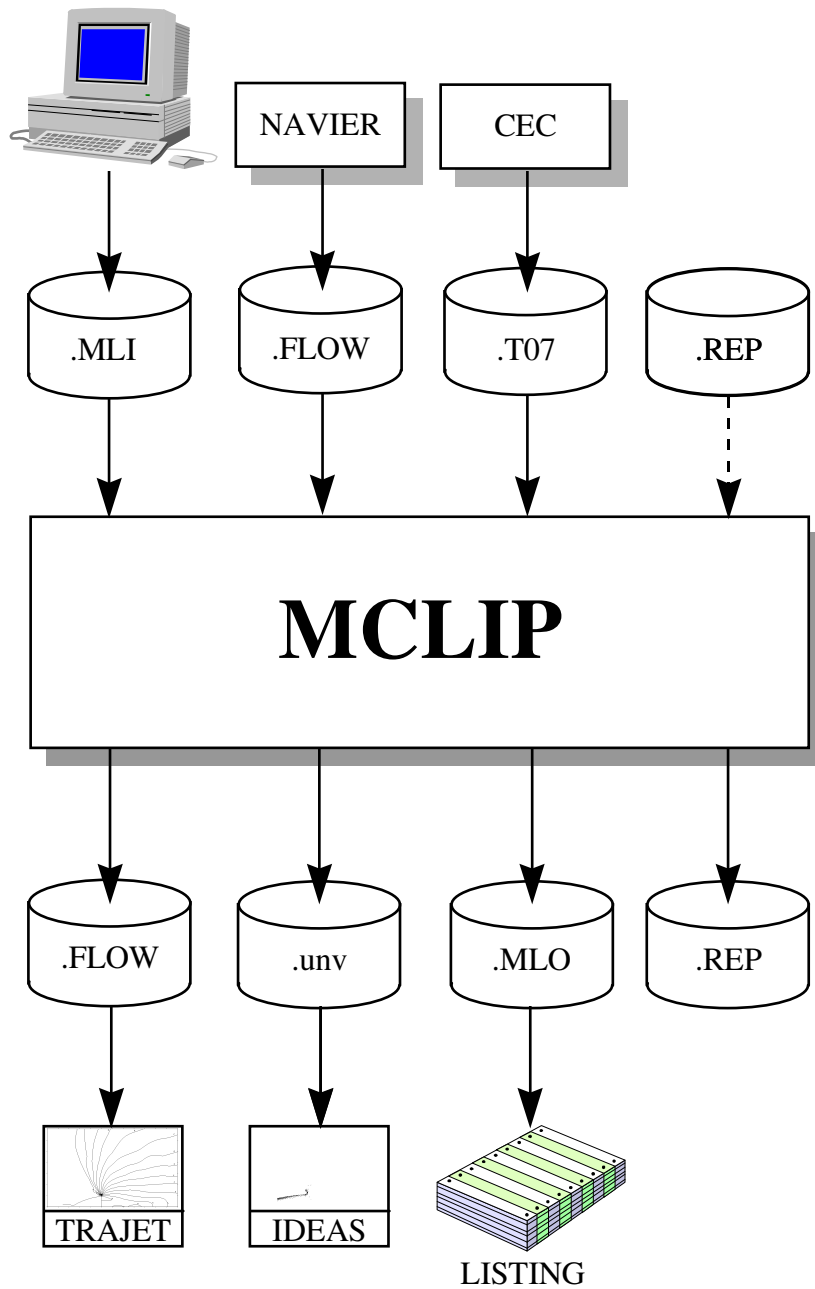 NAVIER
CEC
.MLI
.FLOW
.T07
.REP
MCLIP
.FLOW
.unv
.MLO
.REP
TRAJET
IDEAS
LISTING